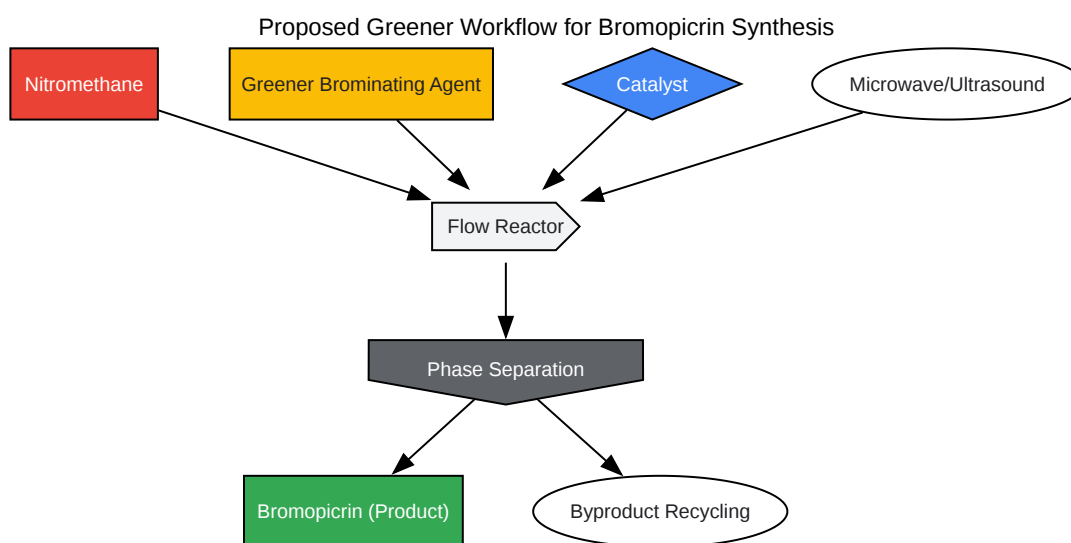 Proposed Greener Workflow for Bromopicrin Synthesis
Nitromethane
Greener Brominating Agent
Catalyst
Microwave/Ultrasound
Flow Reactor
Phase Separation
Bromopicrin (Product)
Byproduct Recycling